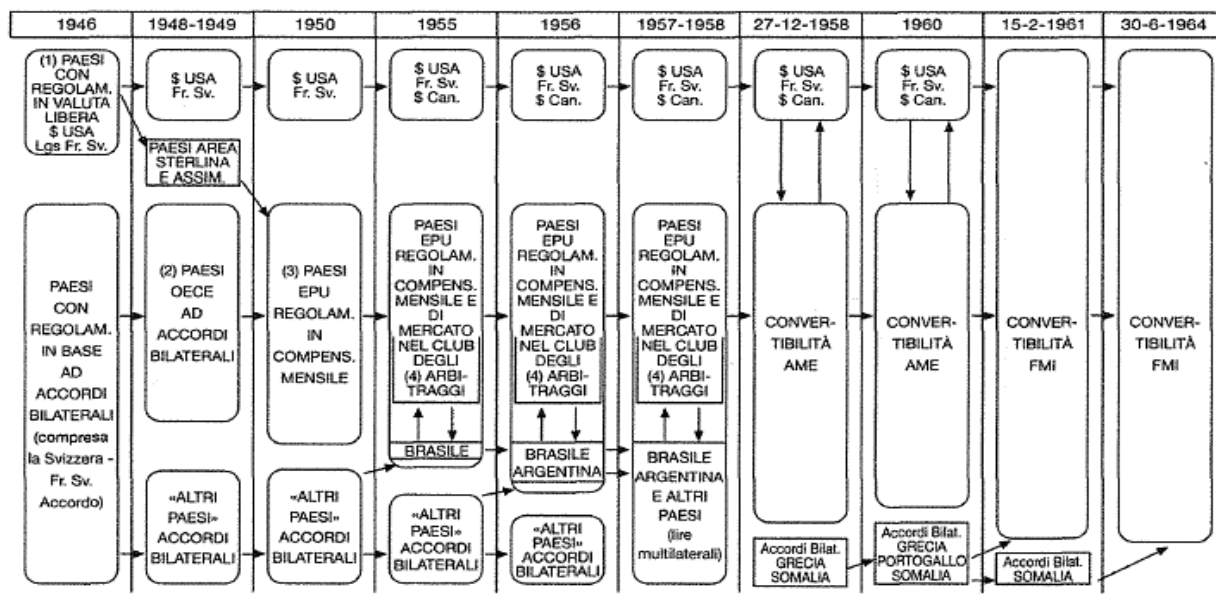 1946
1948-1949
1950
1955
1956
1957-1958
27-12-1958
1960
15-2-1961
30-6-1964
(1) PAESI
CON
REGOLAM.
IN VALUTA
LIBERA
$ USA
Lgs Fr. Sv.
$ USA
Fr. Sv.
$ USA
Fr. Sv.
$ USA
Fr. Sv.
$ Can.
$ USA
Fr. Sv.
$ Can.
$ USA
Fr. Sv.
$ Can.
$ USA
Fr. Sv.
$ Can.
$ USA
Fr. Sv.
$ Can.
PAESI AREA
STERLINA
E ASSIM.
PAESI
CON
REGOLAM.
IN BASE
AD
ACCORDI
BILATERALI
(compresa
la Svizzera -
Fr. Sv.
Accordo)
(2) PAESI
OECE
AD
ACCORDI
BILATERALI
(3) PAESI
EPU
REGOLAM.
IN
COMPENS.
MENSILE
PAESI
EPU
REGOLAM.
IN
COMPENS.
MENSILE E
DI
MERCATO
NEL CLUB
DEGLI
(4) ARBI-
TRAGGI
PAESI
EPU
REGOLAM.
IN
COMPENS.
MENSILE E
DI
MERCATO
NEL CLUB
DEGLI
(4) ARBI-
TRAGGI
PAESI
EPU
REGOLAM.
IN
COMPENS.
MENSILE E
DI
MERCATO
NEL CLUB
DEGLI
(4) ARBI-
TRAGGI
CONVER-
TIBILITÀ
AME
CONVER-
TIBILITÀ
AME
CONVER-
TIBILITÀ
FMI
CONVER-
TIBILITÀ
FMI
BRASILE
BRASILE
ARGENTINA
BRASILE
ARGENTINA
E ALTRI
PAESI
(lire
multilaterali)
«ALTRI
PAESI»
ACCORDI
BILATERALI
«ALTRI
PAESI»
ACCORDI
BILATERALI
«ALTRI
PAESI»
ACCORDI
BILATERALI
«ALTRI
PAESI»
ACCORDI
BILATERALI
Accordi Bilat.
GRECIA
SOMALIA
Accordi Bilat.
GRECIA
PORTOGALLO
SOMALIA
Accordi Bilat.
SOMALIA